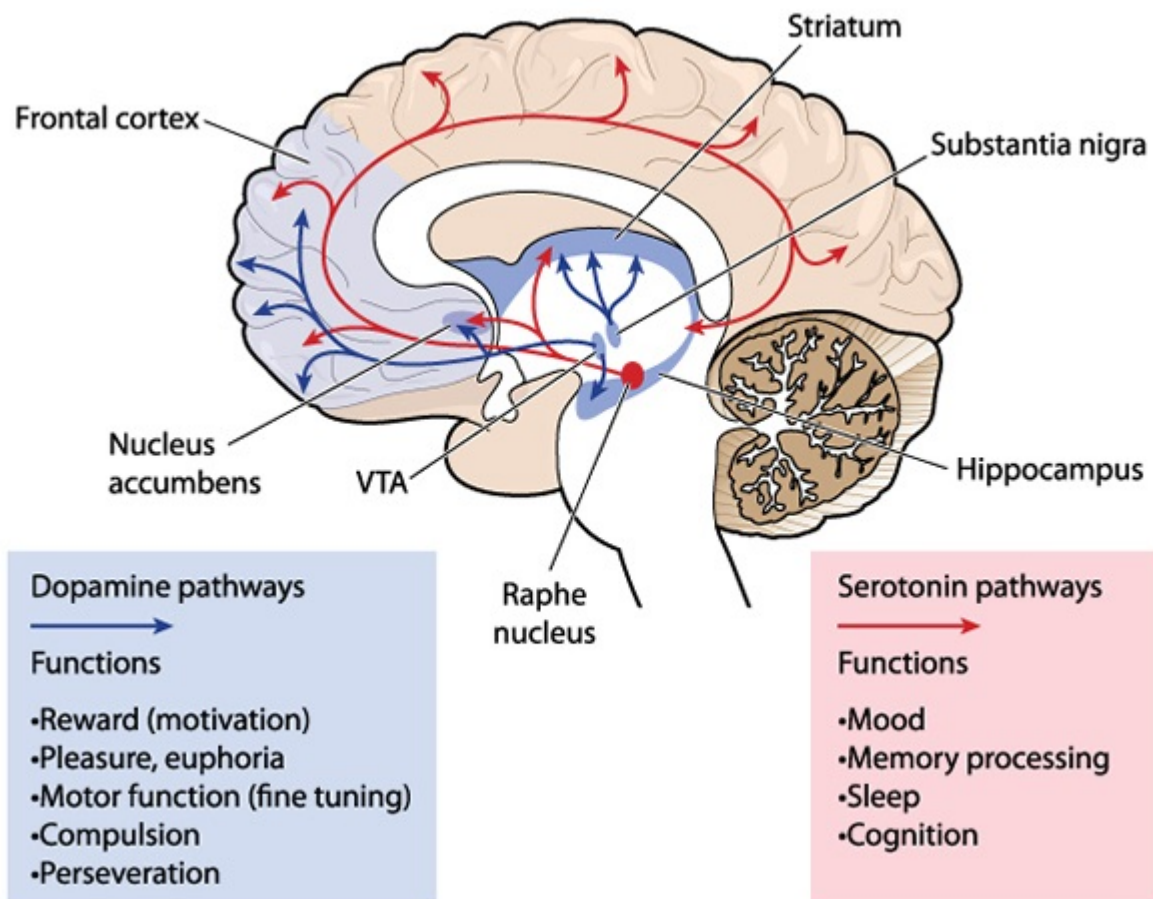 Striatum
Frontal cortex
Substantia nigra
Nucleus
accumbens
VTA
Hippocampus
Raphe
nucleus
Dopamine pathways
Functions
•Reward (motivation)
•Pleasure, euphoria
•Motor function (fine tuning)
•Compulsion
•Perseveration
Serotonin pathways
Functions
•Mood
•Memory processing
•Sleep
•Cognition